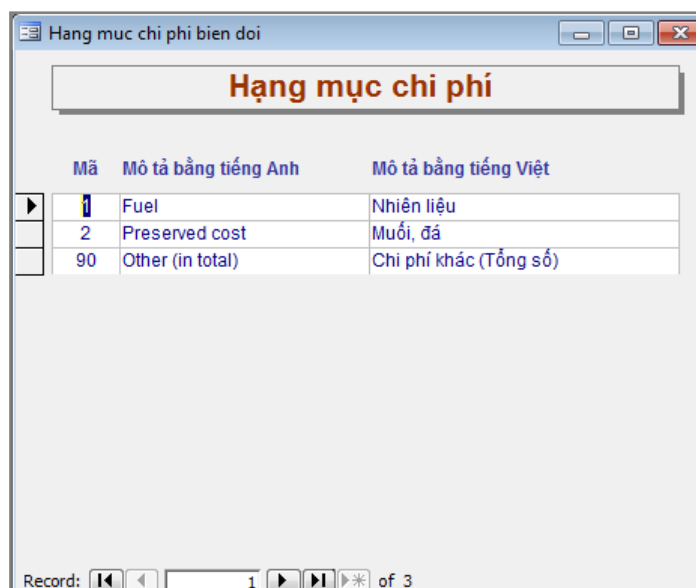 Hang muc chi phi bien doi
Hạng mục chi phí
Mã Mô tả bằng tiếng Anh Mô tả bằng tiếng Việt
1 Fuel Nhiên liệu
2 Preserved cost Muối, đá
90 Other (in total) Chi phí khác (Tổng số)
Record: 1 of 3